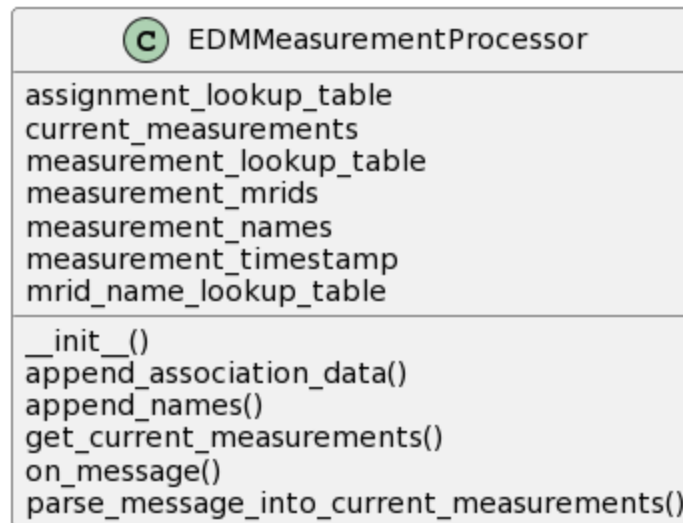 C EDMMeasurementProcessor
assignment_lookup_table
current_measurements
measurement_lookup_table
measurement_mrids
measurement_names
measurement_timestamp
mrid_name_lookup_table
__init__()
append_association_data()
append_names()
get_current_measurements()
on_message()
parse_message_into_current_measurements()